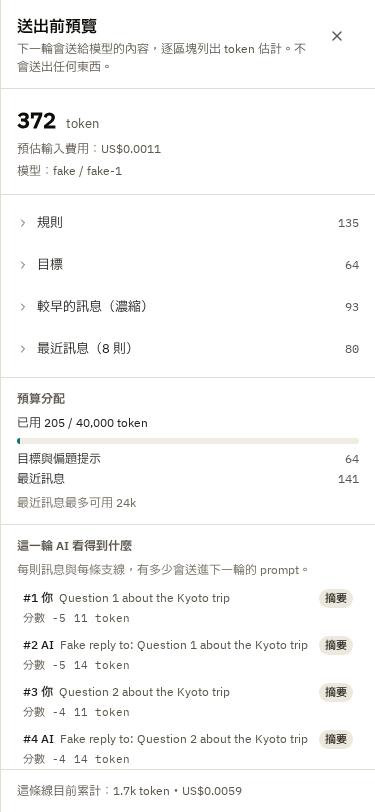 送出前預覽
下一輪會送給模型的內容，逐區塊列出 token 估計。不
會送出任何東西。
372 token
預估輸入費用：US$0.0011
模型：fake / fake-1
規則 135
目標 64
較早的訊息（濃縮） 93
最近訊息（8 則） 80
預算分配
已用 205 / 40,000 token
目標與偏題提示 64
最近訊息 141
最近訊息最多可用 24k
這一輪 AI 看得到什麼
每則訊息與每條支線，有多少會送進下一輪的 prompt。
#1 你 Question 1 about the Kyoto trip 摘要
分數 -5 11 token
#2 AI Fake reply to: Question 1 about the Kyoto trip 摘要
分數 -5 14 token
#3 你 Question 2 about the Kyoto trip 摘要
分數 -4 11 token
#4 AI Fake reply to: Question 2 about the Kyoto trip 摘要
分數 -4 14 token
這條線目前累計：1.7k token・US$0.0059